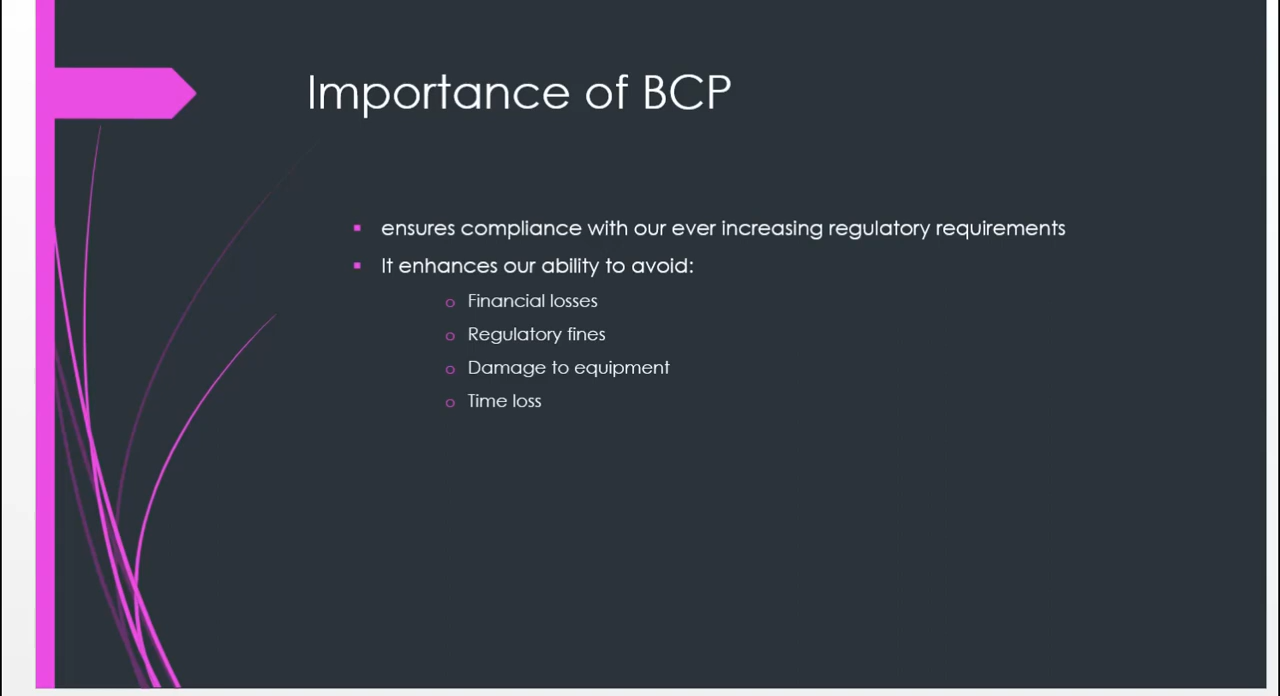 Importance of BCP
ensures compliance with our ever increasing regulatory requirements
It enhances our ability to avoid:
Financial losses
Regulatory fines
Damage to equipment
Time loss